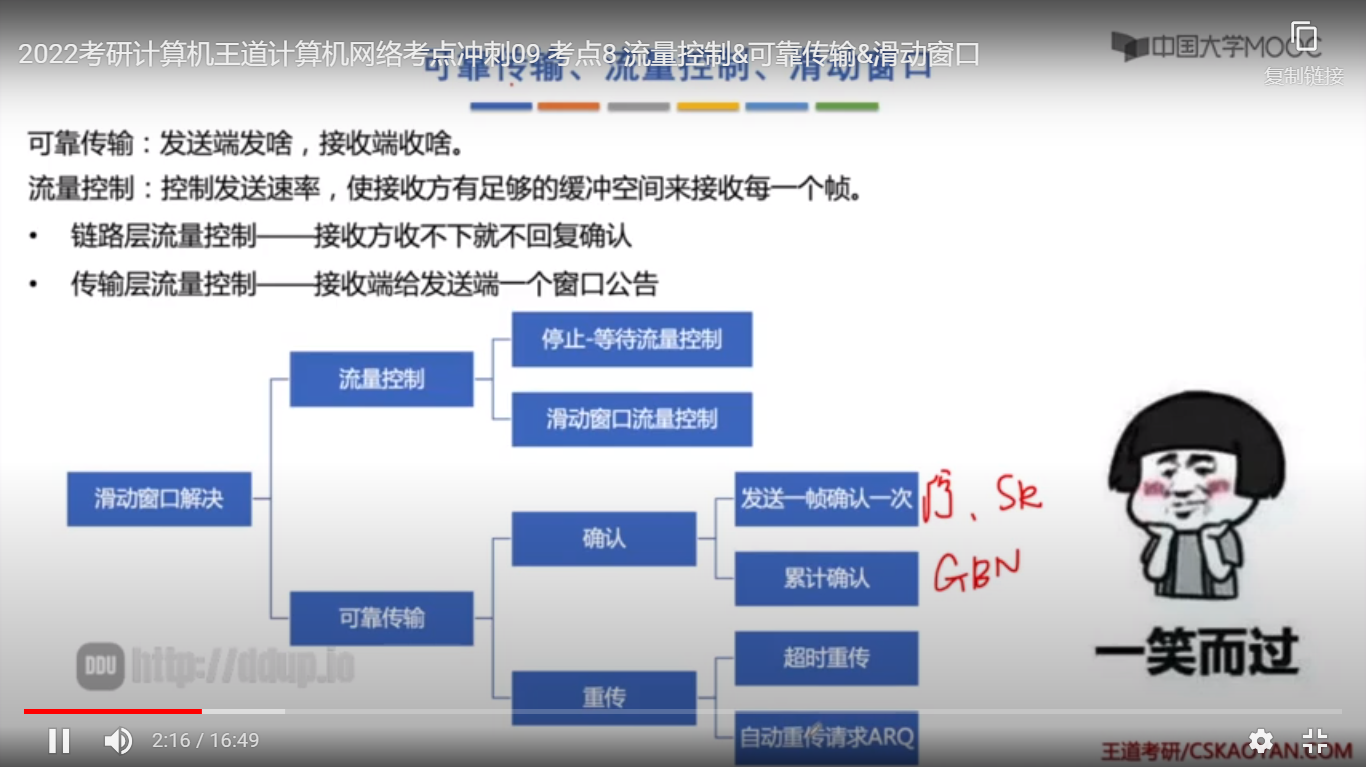 2022考研计算机王道计算机网络考点冲刺09 考点8 流量控制&可靠传输&滑动窗口
中国大学MOOC
复制链接
可靠传输、流量控制、滑动窗口
可靠传输：发送端发啥，接收端收啥。
流量控制：控制发送速率，使接收方有足够的缓冲空间来接收每一个帧。
• 链路层流量控制——接收方收不下就不回复确认
• 传输层流量控制——接收端给发送端一个窗口公告
停止-等待流量控制
流量控制
滑动窗口流量控制
滑动窗口解决
发送一帧确认一次
停、SR
确认
累计确认
GBN
可靠传输
超时重传
重传
自动重传请求ARQ
一笑而过
DDU http://ddup.io
2:16 / 16:49
王道考研/CSKAOYAN.COM